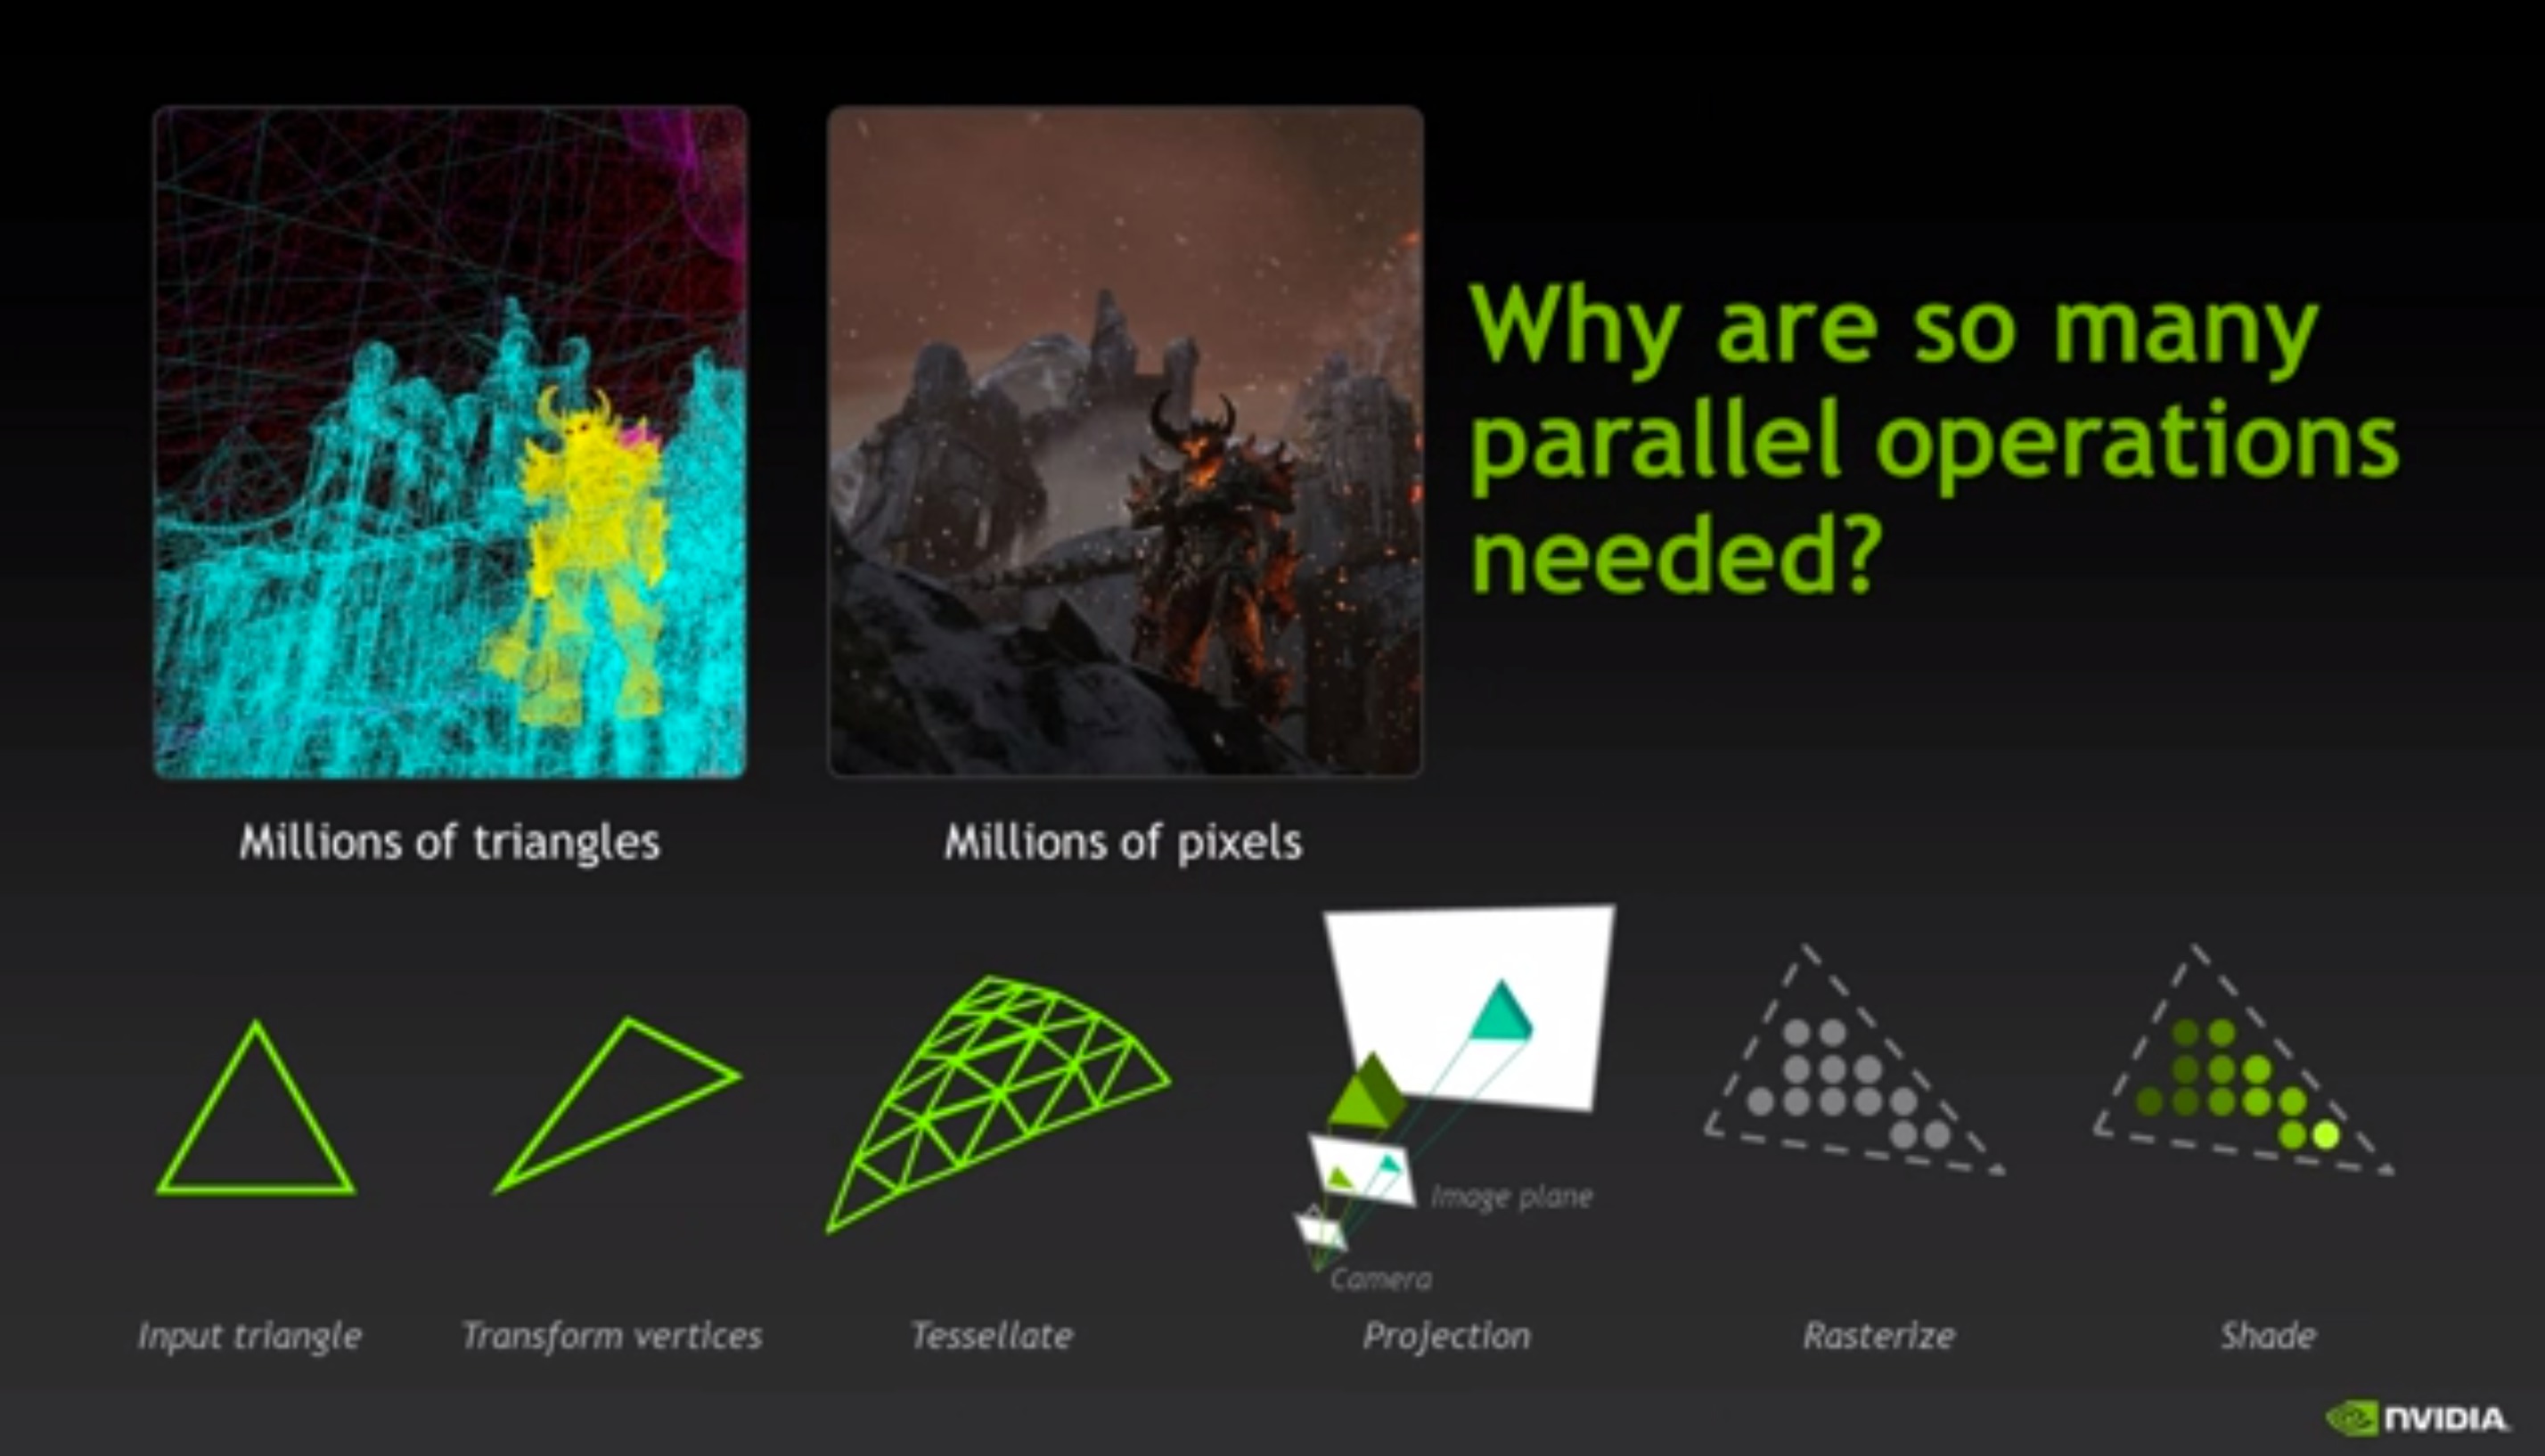 Why are so many
parallel operations
needed?
Millions of triangles
Millions of pixels
Image plane
Camera
Input triangle
Transform vertices
Tessellate
Projection
Rasterize
Shade
NVIDIA.